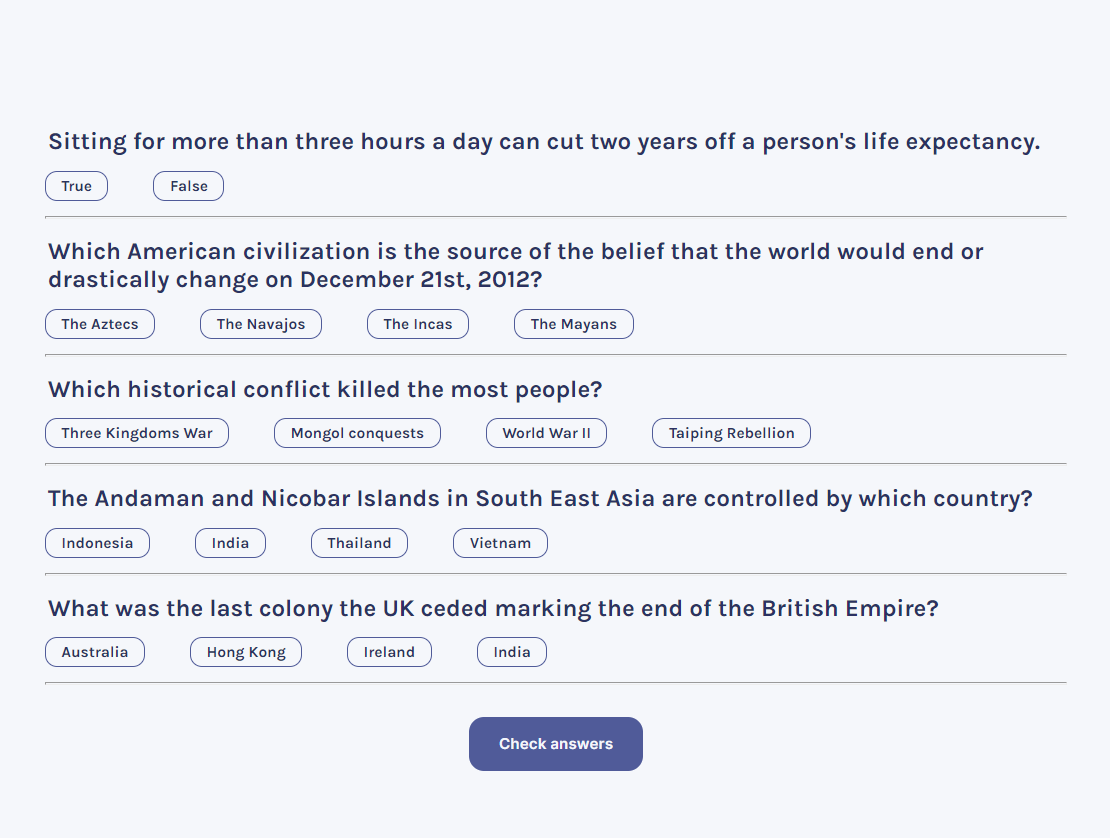 Sitting for more than three hours a day can cut two years off a person's life expectancy.
True False
Which American civilization is the source of the belief that the world would end or
drastically change on December 21st, 2012?
The Aztecs The Navajos The Incas The Mayans
Which historical conflict killed the most people?
Three Kingdoms War Mongol conquests World War II Taiping Rebellion
The Andaman and Nicobar Islands in South East Asia are controlled by which country?
Indonesia India Thailand Vietnam
What was the last colony the UK ceded marking the end of the British Empire?
Australia Hong Kong Ireland India
Check answers